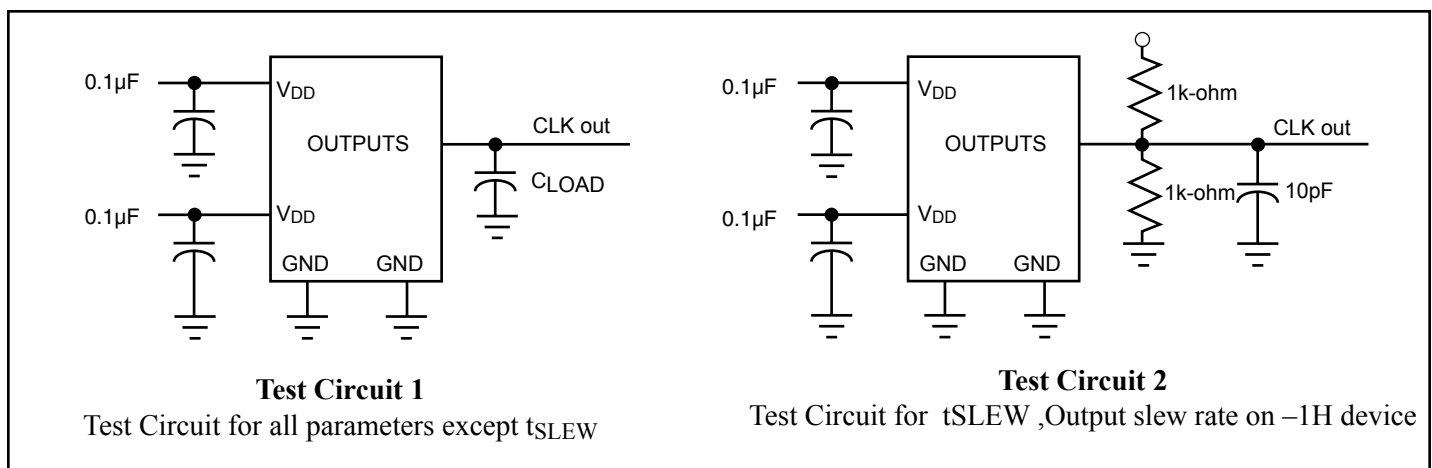 0.1µF
VDD
OUTPUTS
CLK out
CLOAD
0.1µF
VDD
GND GND
Test Circuit 1
Test Circuit for all parameters except tSLEW
0.1µF
VDD
1k-ohm
OUTPUTS
CLK out
1k-ohm
10pF
0.1µF
VDD
GND GND
Test Circuit 2
Test Circuit for tSLEW ,Output slew rate on –1H device